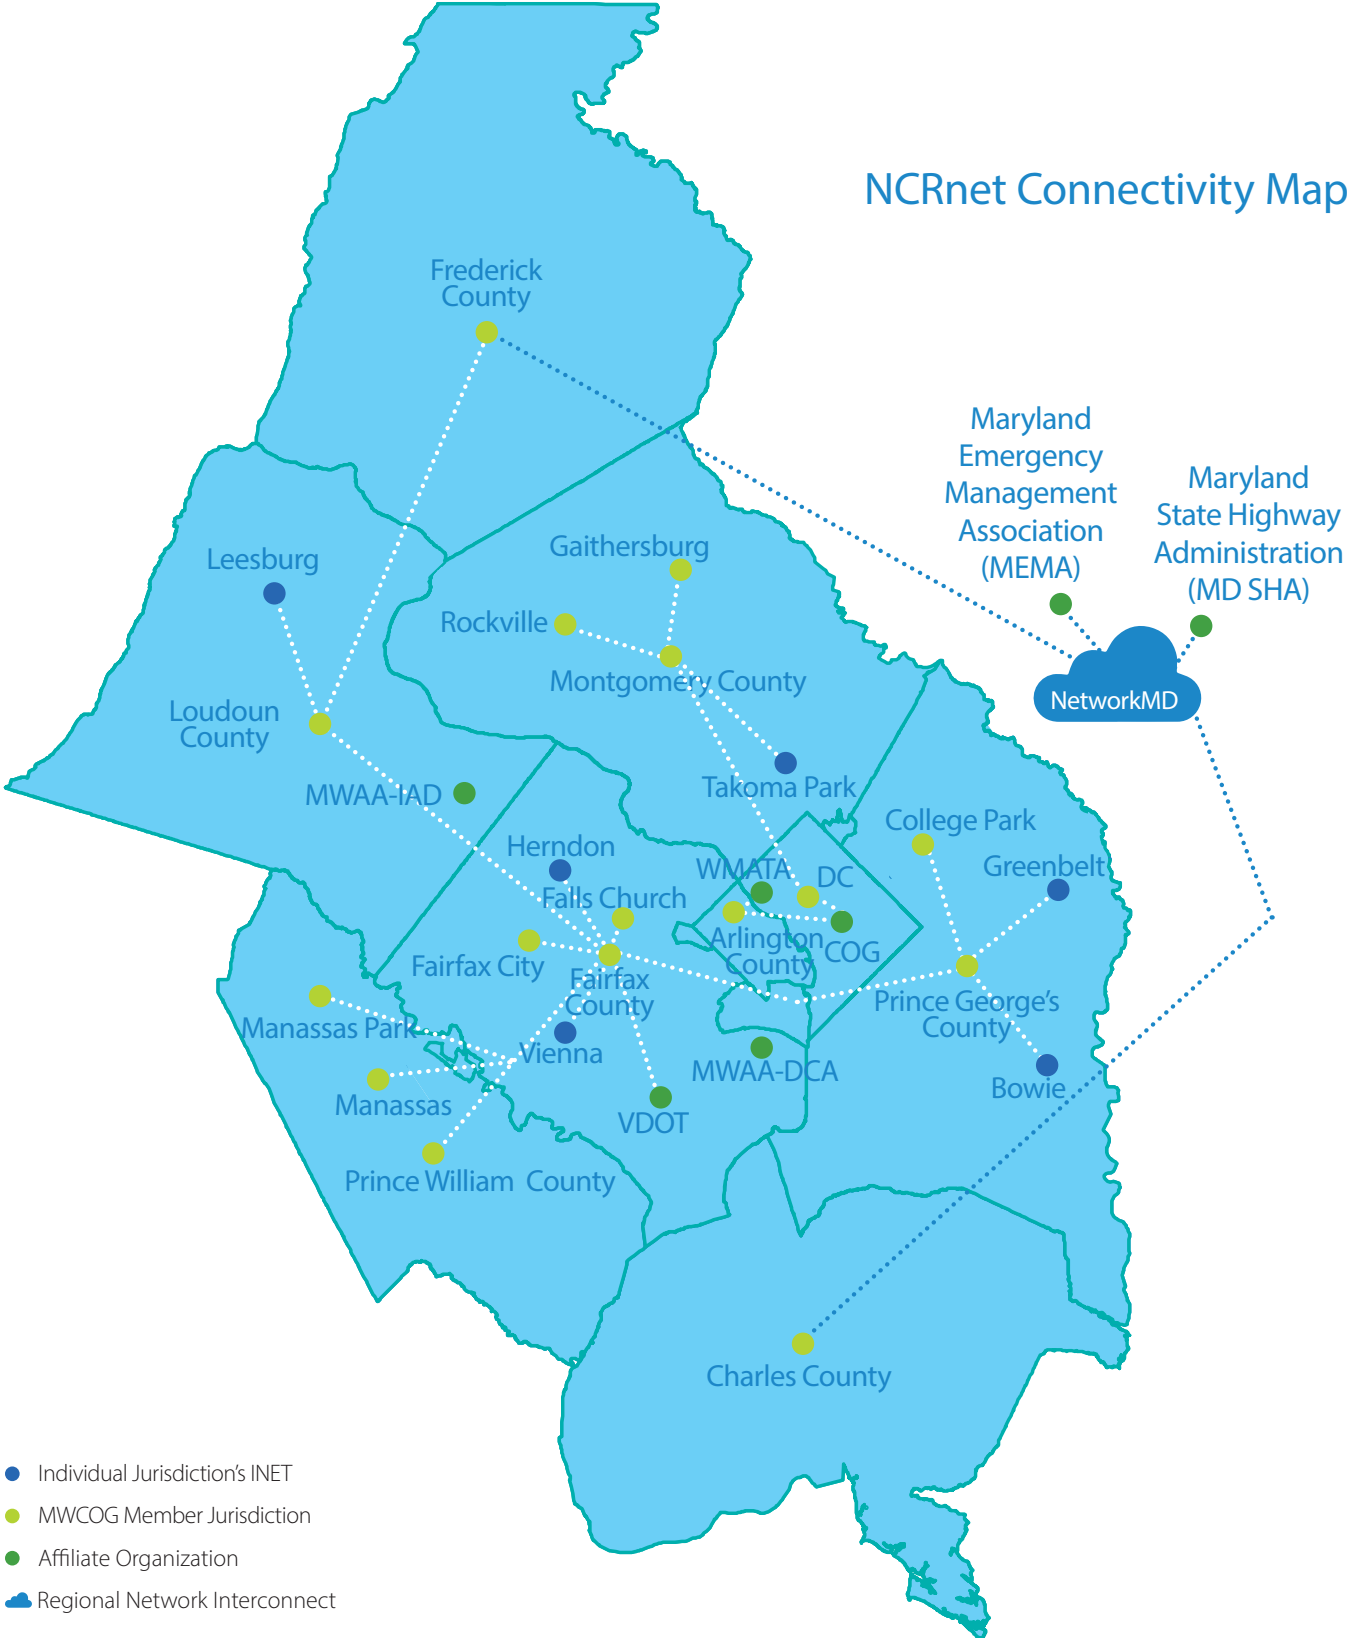 NCRnet Connectivity Map
Frederick
County
Maryland
Emergency
Management
Association
(MEMA)
Maryland
State Highway
Administration
(MD SHA)
NetworkMD
Leesburg
Gaithersburg
Rockville
Montgomery County
Loudoun
County
MWAA-IAD
Takoma Park
College Park
Greenbelt
Herndon
WMATA
DC
Falls Church
Arlington
County
COG
Fairfax City
Fairfax
County
Prince George's
County
Manassas Park
Vienna
MWAA-DCA
Bowie
Manassas
VDOT
Prince William County
Charles County
Individual Jurisdiction's INET
MWCOG Member Jurisdiction
Affiliate Organization
Regional Network Interconnect